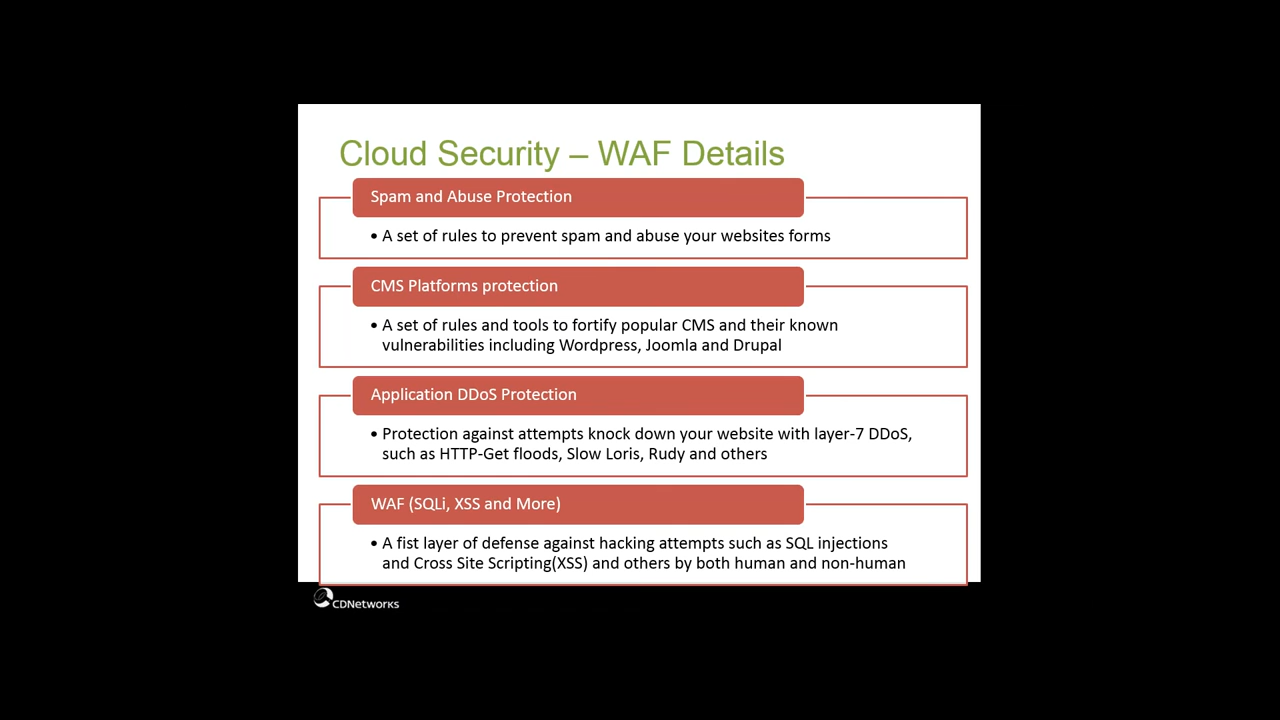 Cloud Security – WAF Details
Spam and Abuse Protection
• A set of rules to prevent spam and abuse your websites forms
CMS Platforms protection
• A set of rules and tools to fortify popular CMS and their known
vulnerabilities including Wordpress, Joomla and Drupal
Application DDoS Protection
• Protection against attempts knock down your website with layer-7 DDoS,
such as HTTP-Get floods, Slow Loris, Rudy and others
WAF (SQLi, XSS and More)
• A fist layer of defense against hacking attempts such as SQL injections
and Cross Site Scripting(XSS) and others by both human and non-human
CDNetworks